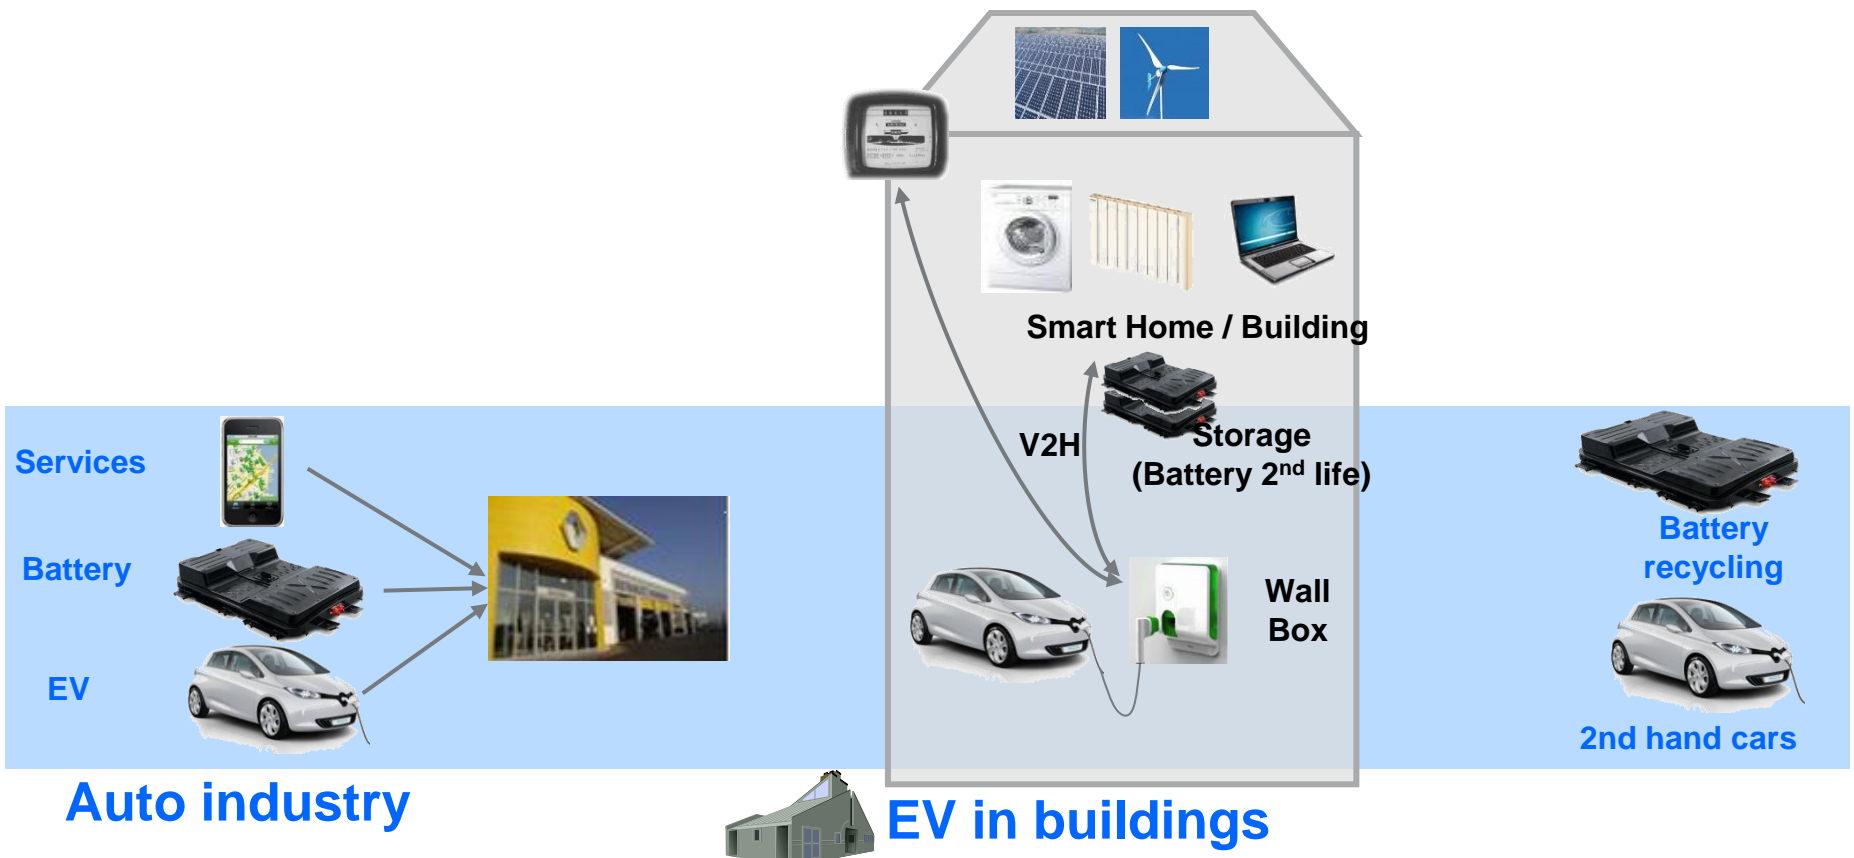 Smart Home / Building
V2H
Storage
(Battery 2nd life)
Wall
Box
Services
Battery
EV
Battery
recycling
2nd hand cars
Auto industry
EV in buildings